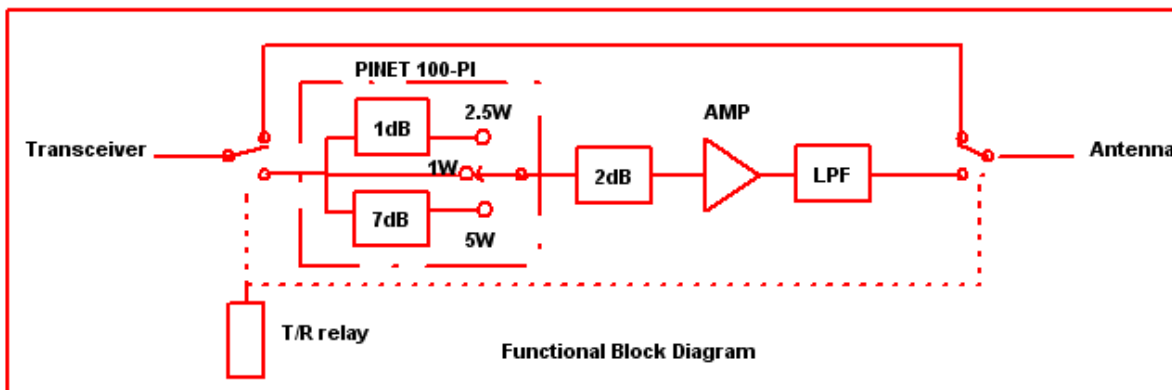 PINET 100-PI
2.5W
AMP
1dB
Transceiver
Antenna
1W
2dB
LPF
7dB
5W
T/R relay
Functional Block Diagram